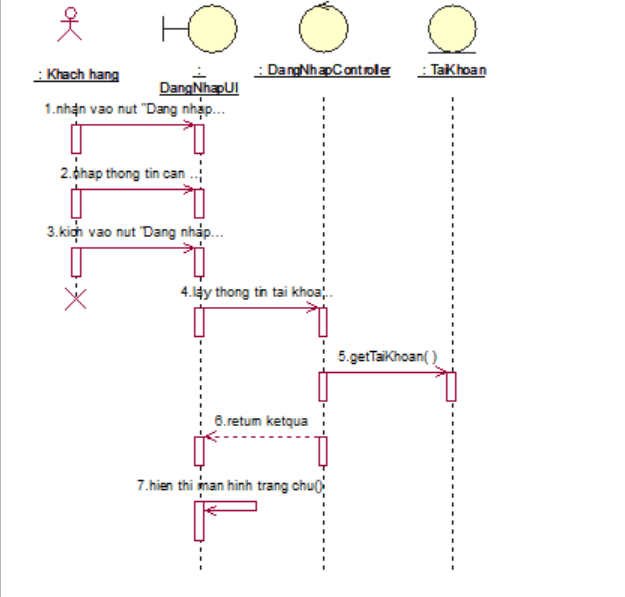 : Khach hang
:
DangNhapUI
: DangNhapController
: TaiKhoan
1.nhan vao nut "Dang nhap...
2.nhap thong tin can ...
3.kich vao nut "Dang nhap...
4.lay thong tin tai khoa...
5.getTaiKhoan( )
6.return ketqua
7.hien thi man hinh trang chu()